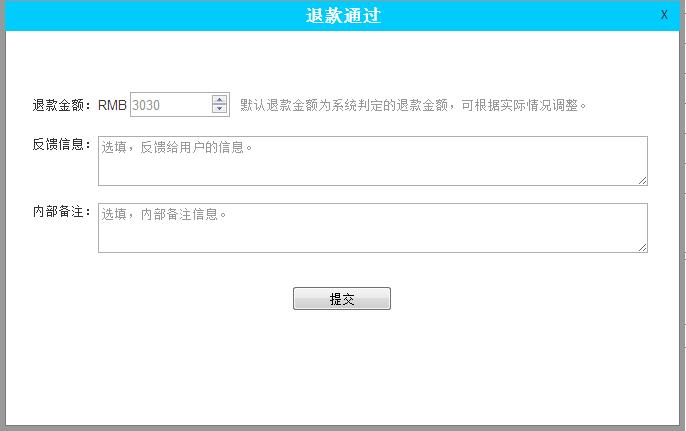 退款通过
X
退款金额：RMB 3030 默认退款金额为系统判定的退款金额，可根据实际情况调整。
反馈信息：选填，反馈给用户的信息。
内部备注：选填，内部备注信息。
提交